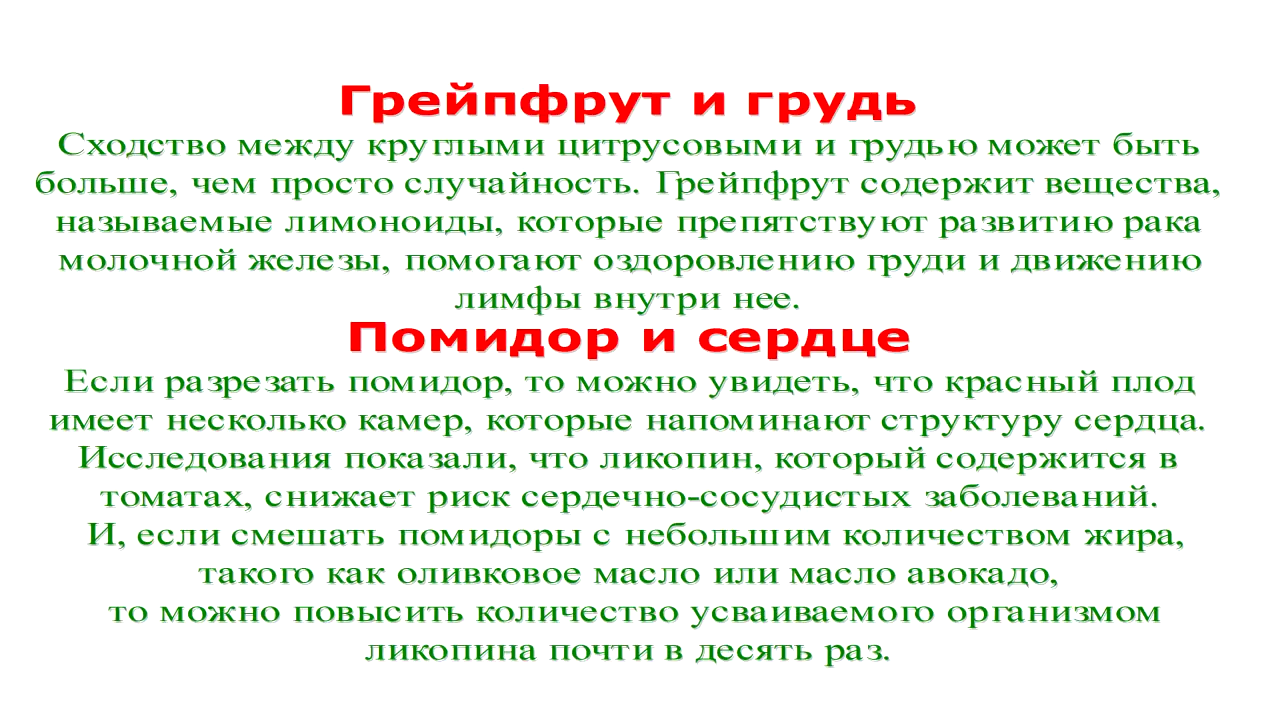 Грейпфрут и грудь
Сходство между круглыми цитрусовыми и грудью может быть
больше, чем просто случайность. Грейпфрут содержит вещества,
называемые лимоноиды, которые препятствуют развитию рака
молочной железы, помогают оздоровлению груди и движению
лимфы внутри нее.
Помидор и сердце
Если разрезать помидор, то можно увидеть, что красный плод
имеет несколько камер, которые напоминают структуру сердца.
Исследования показали, что ликопин, который содержится в
томатах, снижает риск сердечно-сосудистых заболеваний.
И, если смешать помидоры с небольшим количеством жира,
такого как оливковое масло или масло авокадо,
то можно повысить количество усваиваемого организмом
ликопина почти в десять раз.